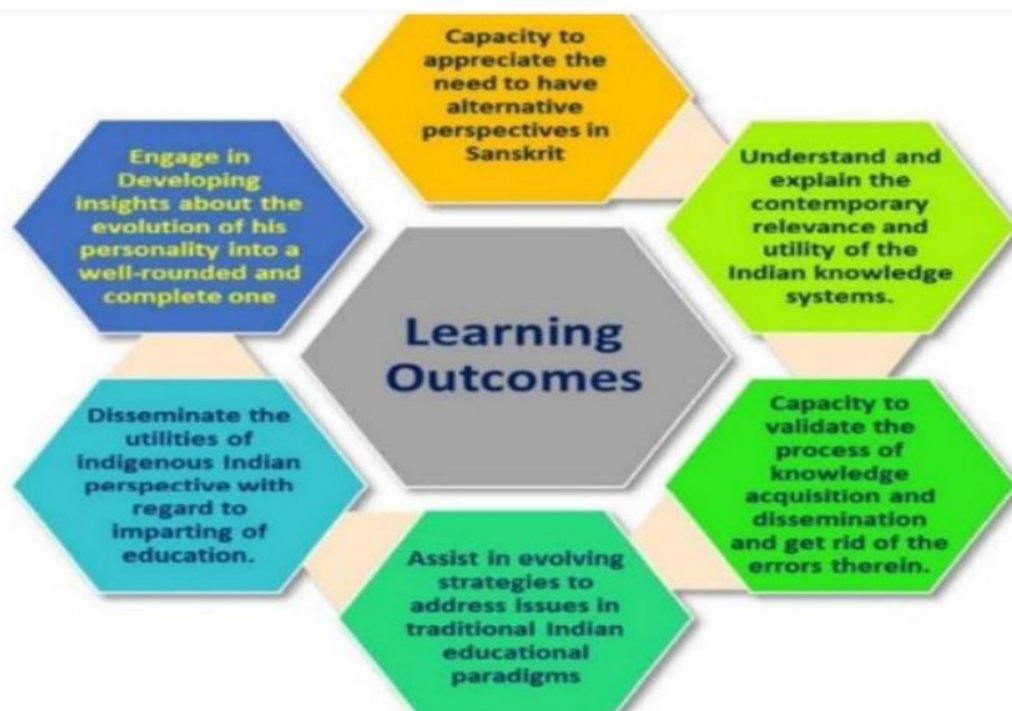 Capacity to
appreciate the
need to have
alternative
perspectives in
Sanskrit
Understand and
explain the
contemporary
relevance and
utility of the
Indian knowledge
systems.
Capacity to
validate the
process of
knowledge
acquisition and
dissemination
and get rid of the
errors therein.
Assist in evolving
strategies to
address issues in
traditional Indian
educational
paradigms
Disseminate the
utilities of
indigenous Indian
perspective with
regard to
imparting of
education.
Engage in
Developing
insights about the
evolution of his
personality into a
well-rounded and
complete one
Learning
Outcomes